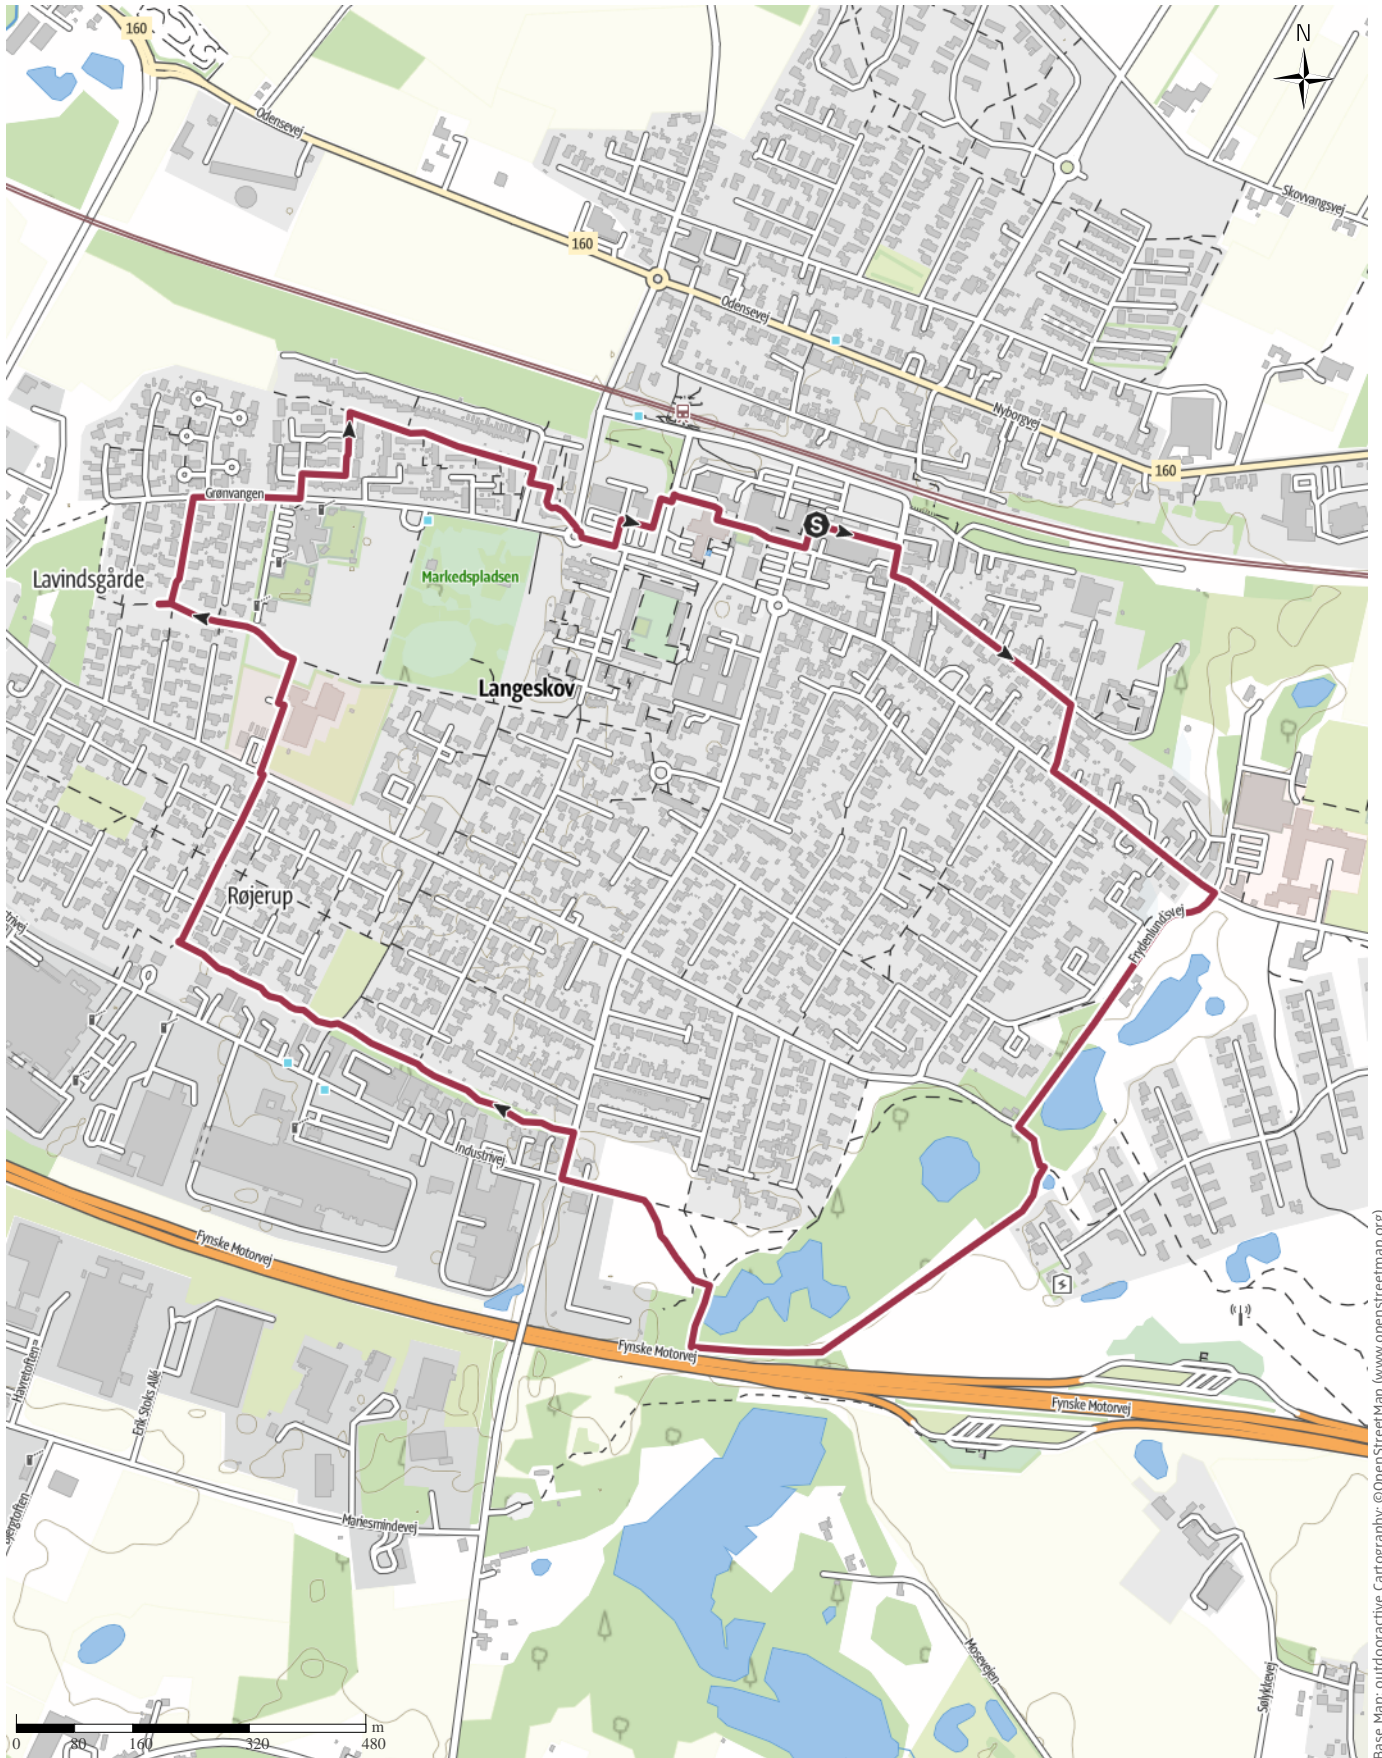 160
N
Odensevej
Skovvangsvej
160
Odensevej
Nyborgvej
160
Grønvangen
S
Lavindsgårde
Markedspladsen
Langeskov
Røjerup
Frydenlundsvej
Industrivej
Fynske Motorvej
Fynske Motorvej
Fynske Motorvej
Havretoften
Erik Stoks Allé
Mariesmindevej
Mosevejen
Sølykkevej
m
0 80 160 320 480
Base Map: outdooractive Cartography; ©OpenStreetMap (www.openstreetmap.org)